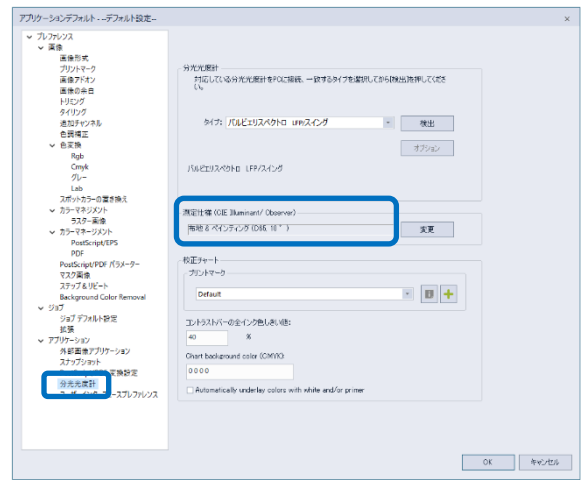 アプリケーションデフォルト - --デフォルト設定--
プレファレンス
画像
画像形式
プリントマーク
画像アドオン
画像の余白
トリミング
タイリング
追加チャンネル
色調補正
色変換
Rgb
Cmyk
グレー
Lab
スポットカラーの置き換え
カラーマネジメント
ラスター画像
カラーマネージメント
PostScript/EPS
PDF
PostScript/PDF パラメーター
マスク画像
ステップ＆リピート
Background Color Removal
ジョブ
ジョブ デフォルト設定
拡張
アプリケーション
外部画像アプリケーション
スナップショット
変換設定
分光光度計
ースプレファレンス
分光光度計
対応している分光光度計をPCに接続、一致するタイプを選択してから[検出]を押してくださ
い。
タイプ: バルビエリスペクトロ LFP/スイング
検出
オプション
バルビエリスペクトロ LFP/スイング
測定仕様 (CIE Illuminant/ Observer)
布地 & ペインティング (D65, 10 °)
変更
校正チャート
プリントマーク
Default
コントラストバーの全インク色しきい値:
40 %
Chart background color (CMYK):
0 0 0 0
Automatically underlay colors with white and/or primer
OK
キャンセル